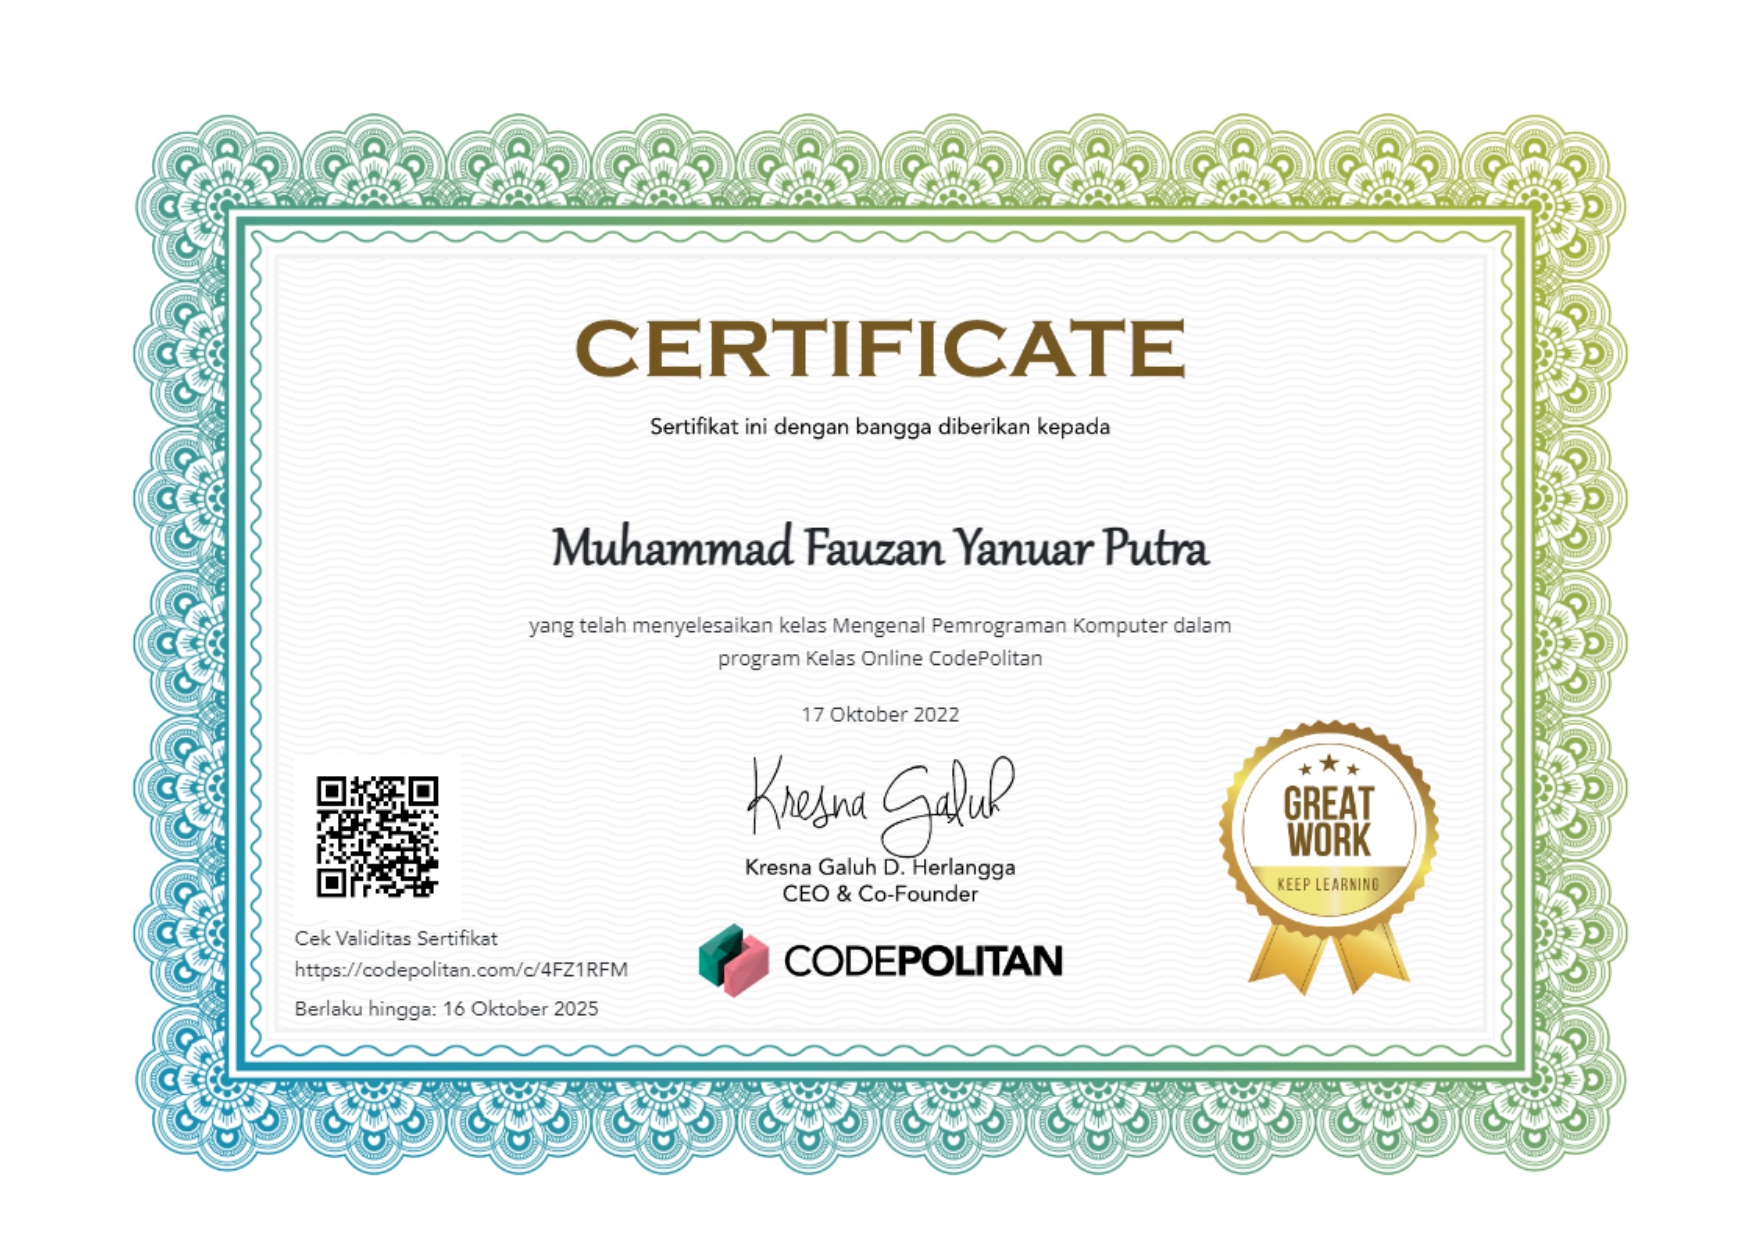 CERTIFICATE
Sertifikat ini dengan bangga diberikan kepada
Muhammad Fauzan Yanuar Putra
yang telah menyelesaikan kelas Mengenal Pemrograman Komputer dalam
program Kelas Online CodePolitan
17 Oktober 2022
Kresna Galuh
Kresna Galuh D. Herlangga
CEO & Co-Founder
CODEPOLITAN
GREAT
WORK
KEEP LEARNING
Cek Validitas Sertifikat
https://codepolitan.com/c/4FZ1RFM
Berlaku hingga: 16 Oktober 2025